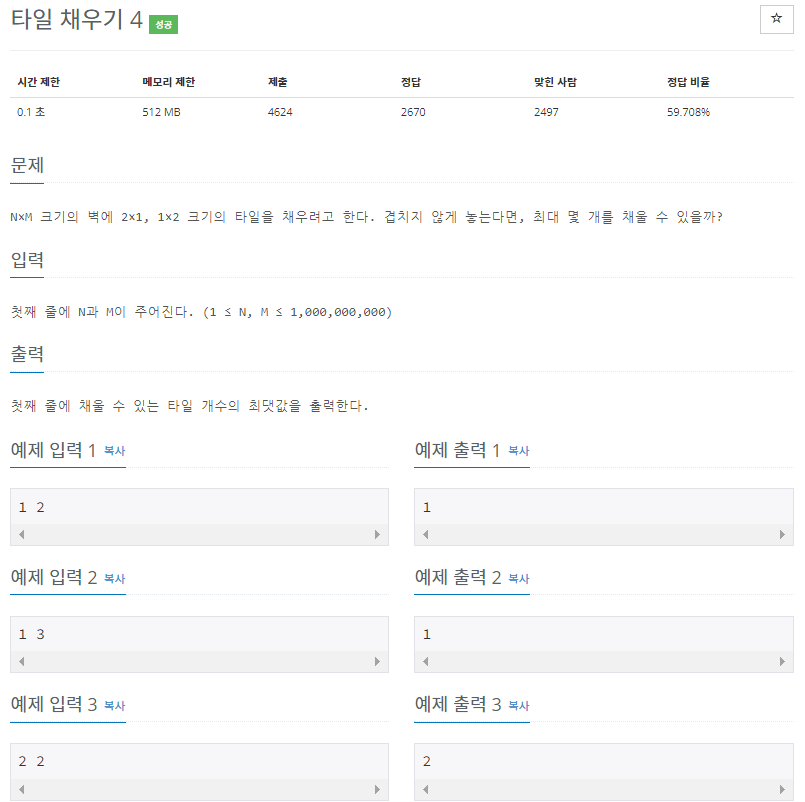 타일 채우기 4 성공
☆
시간 제한 메모리 제한 제출 정답 맞힌 사람 정답 비율
0.1 초 512 MB 4624 2670 2497 59.708%
문제
N×M 크기의 벽에 2×1, 1×2 크기의 타일을 채우려고 한다. 겹치지 않게 놓는다면, 최대 몇 개를 채울 수 있을까?
입력
첫째 줄에 N과 M이 주어진다. (1 ≤ N, M ≤ 1,000,000,000)
출력
첫째 줄에 채울 수 있는 타일 개수의 최댓값을 출력한다.
예제 입력 1 복사
1 2
예제 출력 1 복사
1
예제 입력 2 복사
1 3
예제 출력 2 복사
1
예제 입력 3 복사
2 2
예제 출력 3 복사
2